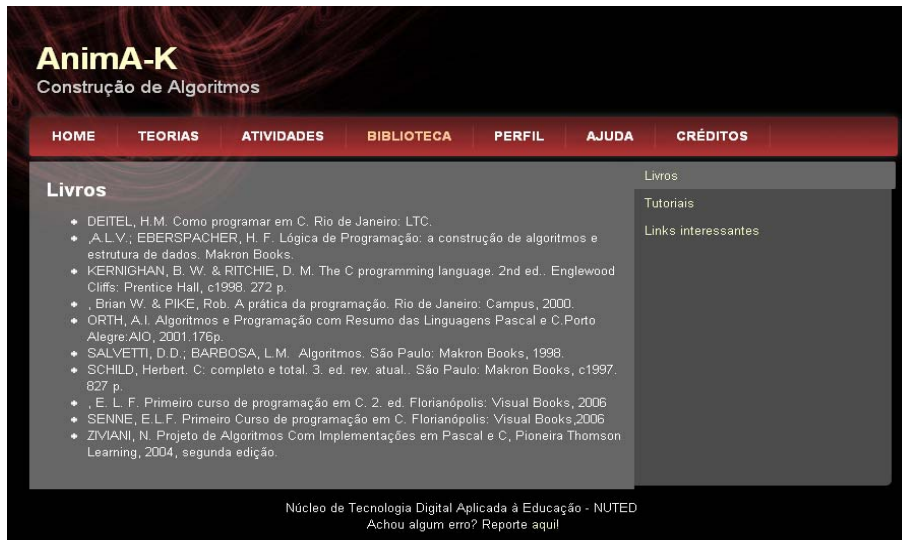 AnimA-K
Construção de Algoritmos
HOME TEORIAS ATIVIDADES BIBLIOTECA PERFIL AJUDA CRÉDITOS
Livros
DEITEL, H.M. Como programar em C. Rio de Janeiro: LTC.
,A.L.V.; EBERSPACHER, H. F. Lógica de Programação: a construção de algoritmos e
estrutura de dados. Makron Books.
KERNIGHAN, B. W. & RITCHIE, D. M. The C programming language. 2nd ed.. Englewood
Cliffs: Prentice Hall, c1998. 272 p.
, Brian W. & PIKE, Rob. A prática da programação. Rio de Janeiro: Campus, 2000.
ORTH, A.I. Algoritmos e Programação com Resumo das Linguagens Pascal e C.Porto
Alegre:AIO, 2001.176p.
SALVETTI, D.D.; BARBOSA, L.M. Algoritmos. São Paulo: Makron Books, 1998.
SCHILD, Herbert. C: completo e total. 3. ed. rev. atual.. São Paulo: Makron Books, c1997.
827 p.
, E. L. F. Primeiro curso de programação em C. 2. ed. Florianópolis: Visual Books, 2006
SENNE, E.L.F. Primeiro Curso de programação em C. Florianópolis: Visual Books,2006
ZIVIANI, N. Projeto de Algoritmos Com Implementações em Pascal e C, Pioneira Thomson
Learning, 2004, segunda edição.
Livros
Tutoriais
Links interessantes
Núcleo de Tecnologia Digital Aplicada à Educação - NUTED
Achou algum erro? Reporte aqui!